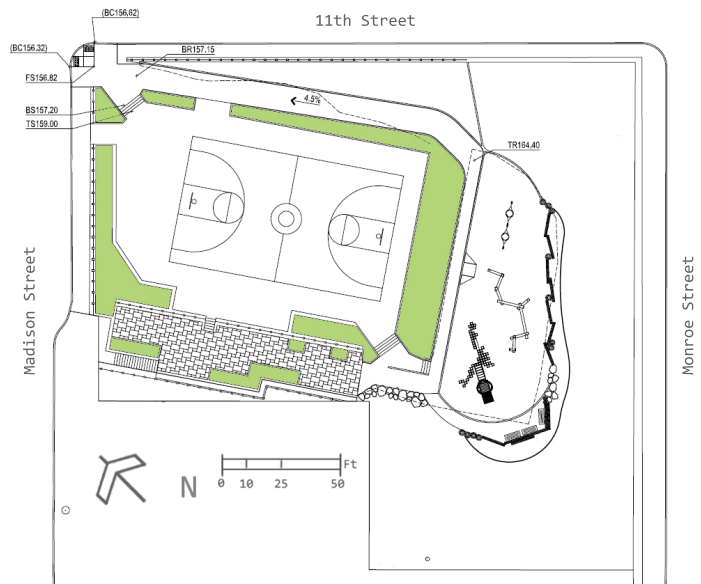 11th Street
(BC156,62)
(BC156.32)
BR157.15
FS156.82
BS157,20
TS159.00
4.5%
TR164,40
Madison Street
Monroe Street
N
Ft
0 10 25 50